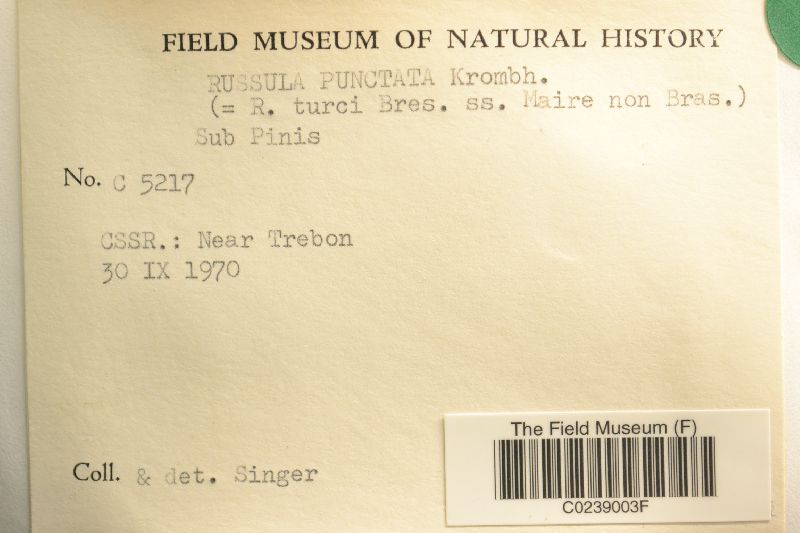 FIELD MUSEUM OF NATURAL HISTORY
RUSSULA PUNCTATA Krombh.
(= R. turci Bres. ss. Maire non Bras.)
Sub Pinis
No. C 5217
CSSR.: Near Trebon
30 IX 1970
Coll. & det. Singer
The Field Museum (F)
C0239003F